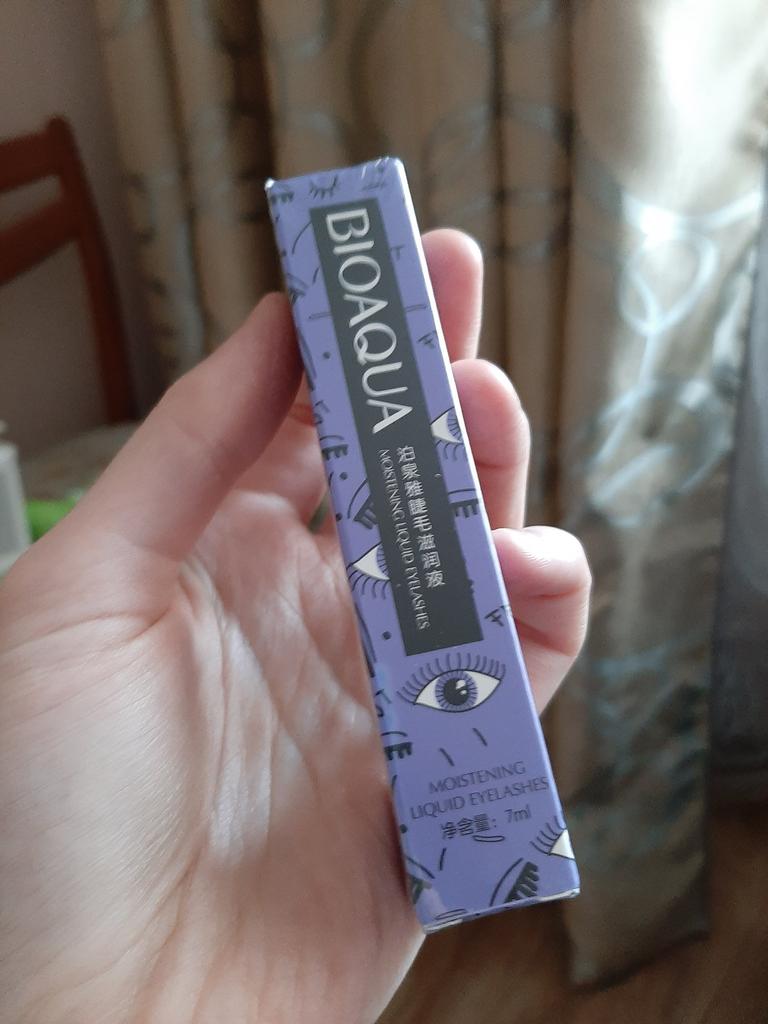 BIOAQUA
泊泉雅睫毛滋润液
MOISTENING LIQUID EYELASHES
MOISTENING
LIQUID EYELASHES
净含量：7ml